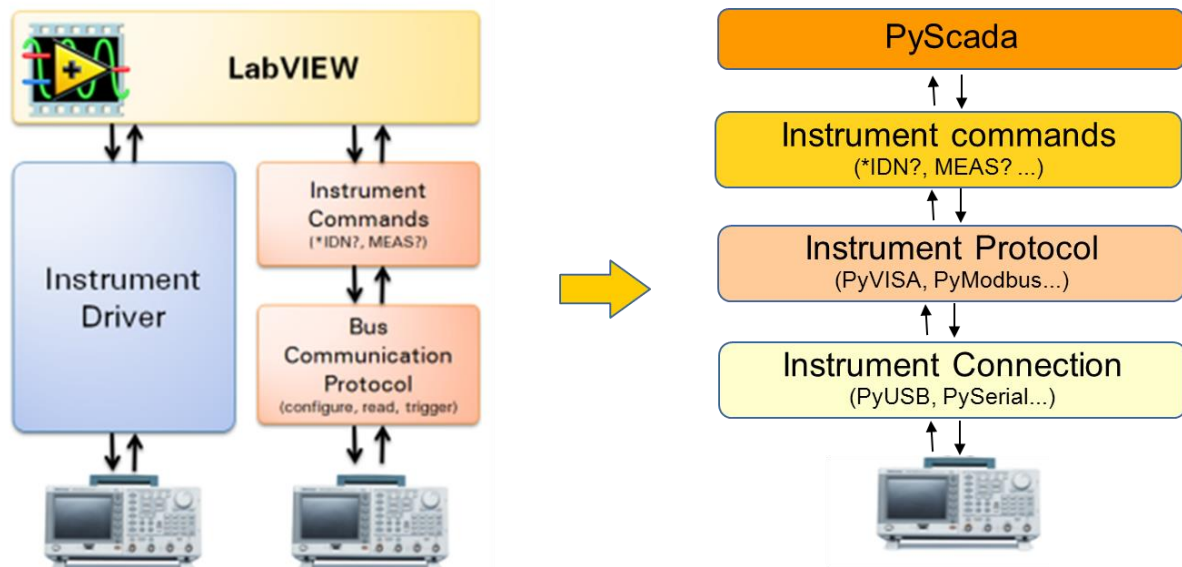 LabVIEW
Instrument
Driver
Instrument
Commands
(*IDN?, MEAS?)
Bus
Communication
Protocol
(configure, read, trigger)
PyScada
Instrument commands
(*IDN?, MEAS? ...)
Instrument Protocol
(PyVISA, PyModbus...)
Instrument Connection
(PyUSB, PySerial...)